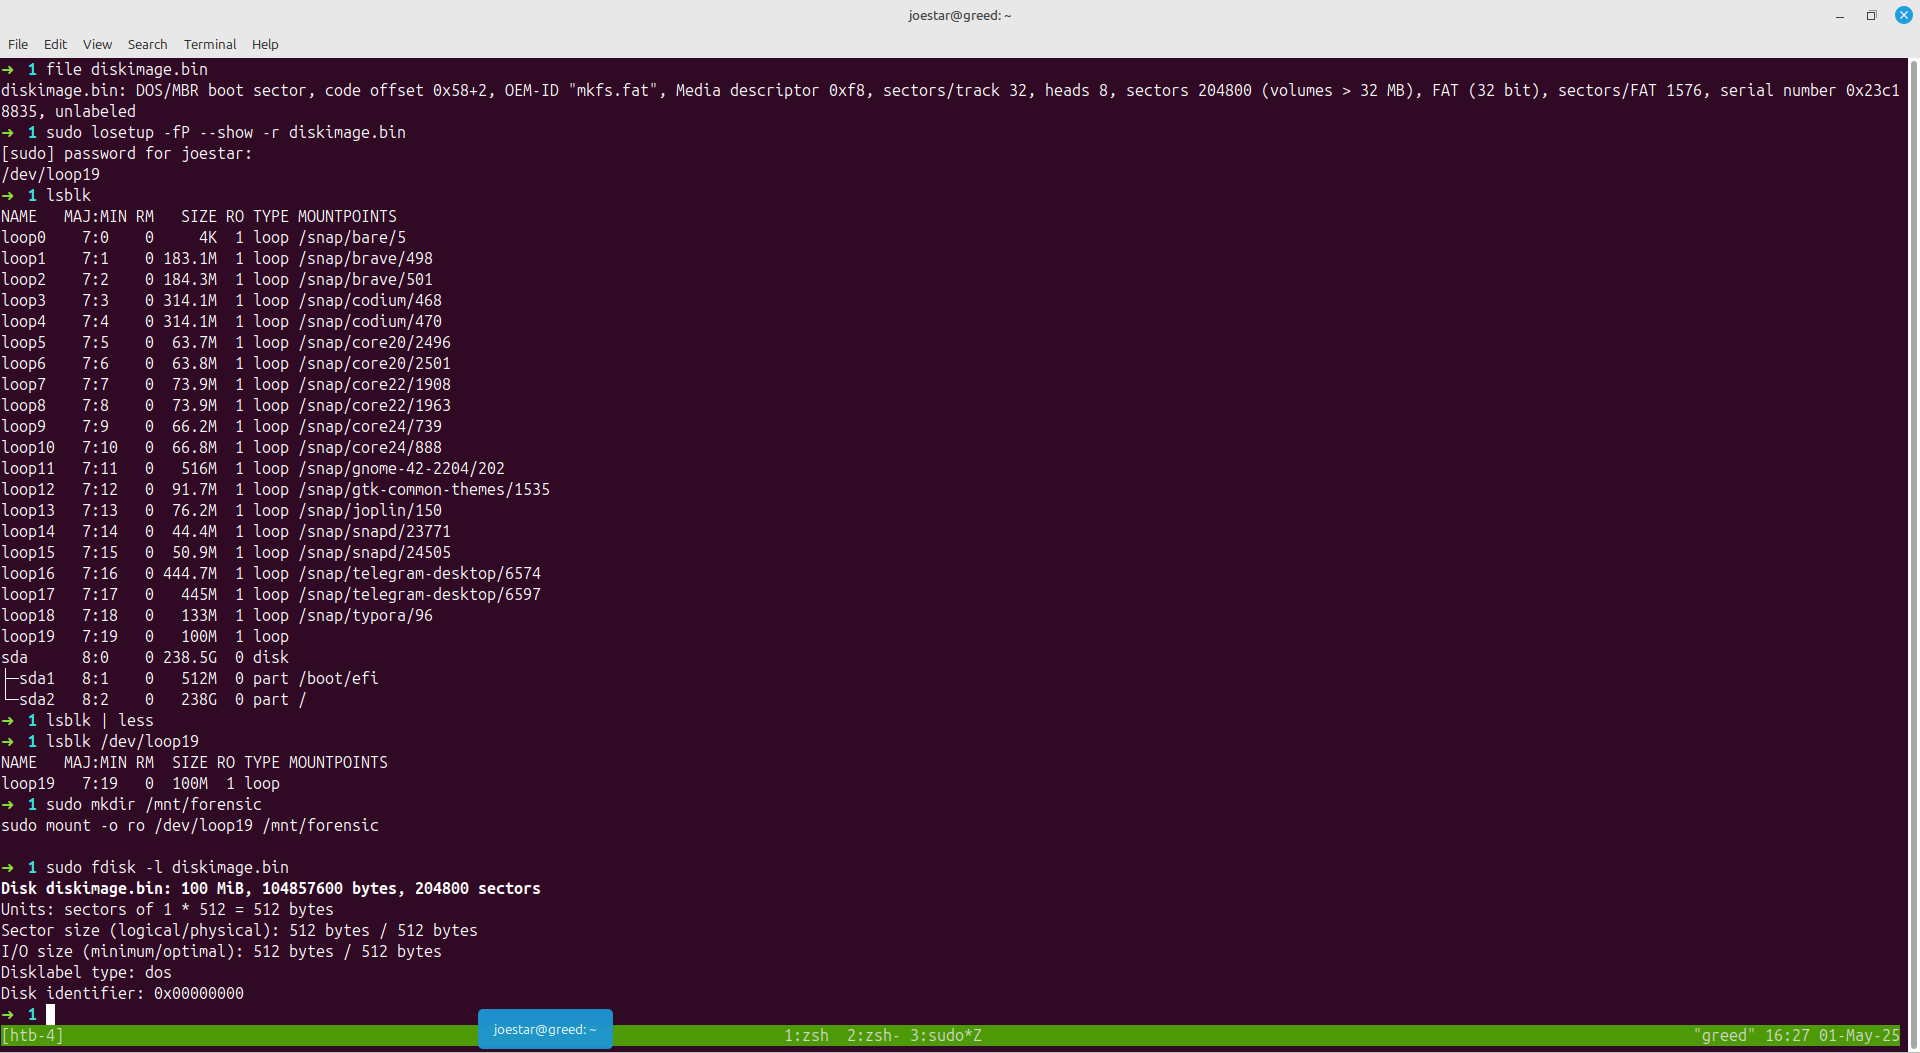 joestar@greed: ~
File Edit View Search Terminal Help
➜ 1 file diskimage.bin
diskimage.bin: DOS/MBR boot sector, code offset 0x58+2, OEM-ID "mkfs.fat", Media descriptor 0xf8, sectors/track 32, heads 8, sectors 204800 (volumes > 32 MB), FAT (32 bit), sectors/FAT 1576, serial number 0x23c1
8835, unlabeled
➜ 1 sudo losetup -fP --show -r diskimage.bin
[sudo] password for joestar:
/dev/loop19
➜ 1 lsblk
NAME MAJ:MIN RM SIZE RO TYPE MOUNTPOINTS
loop0 7:0 0 4K 1 loop /snap/bare/5
loop1 7:1 0 183.1M 1 loop /snap/brave/498
loop2 7:2 0 184.3M 1 loop /snap/brave/501
loop3 7:3 0 314.1M 1 loop /snap/codium/468
loop4 7:4 0 314.1M 1 loop /snap/codium/470
loop5 7:5 0 63.7M 1 loop /snap/core20/2496
loop6 7:6 0 63.8M 1 loop /snap/core20/2501
loop7 7:7 0 73.9M 1 loop /snap/core22/1908
loop8 7:8 0 73.9M 1 loop /snap/core22/1963
loop9 7:9 0 66.2M 1 loop /snap/core24/739
loop10 7:10 0 66.8M 1 loop /snap/core24/888
loop11 7:11 0 516M 1 loop /snap/gnome-42-2204/202
loop12 7:12 0 91.7M 1 loop /snap/gtk-common-themes/1535
loop13 7:13 0 76.2M 1 loop /snap/joplin/150
loop14 7:14 0 44.4M 1 loop /snap/snapd/23771
loop15 7:15 0 50.9M 1 loop /snap/snapd/24505
loop16 7:16 0 444.7M 1 loop /snap/telegram-desktop/6574
loop17 7:17 0 445M 1 loop /snap/telegram-desktop/6597
loop18 7:18 0 133M 1 loop /snap/typora/96
loop19 7:19 0 100M 1 loop
sda 8:0 0 238.5G 0 disk
├─sda1 8:1 0 512M 0 part /boot/efi
└─sda2 8:2 0 238G 0 part /
➜ 1 lsblk | less
➜ 1 lsblk /dev/loop19
NAME MAJ:MIN RM SIZE RO TYPE MOUNTPOINTS
loop19 7:19 0 100M 1 loop
➜ 1 sudo mkdir /mnt/forensic
sudo mount -o ro /dev/loop19 /mnt/forensic
➜ 1 sudo fdisk -l diskimage.bin
Disk diskimage.bin: 100 MiB, 104857600 bytes, 204800 sectors
Units: sectors of 1 * 512 = 512 bytes
Sector size (logical/physical): 512 bytes / 512 bytes
I/O size (minimum/optimal): 512 bytes / 512 bytes
Disklabel type: dos
Disk identifier: 0x00000000
➜ 1
joestar@greed: ~
[htb-4] 1:zsh 2:zsh- 3:sudo*Z "greed" 16:27 01-May-25